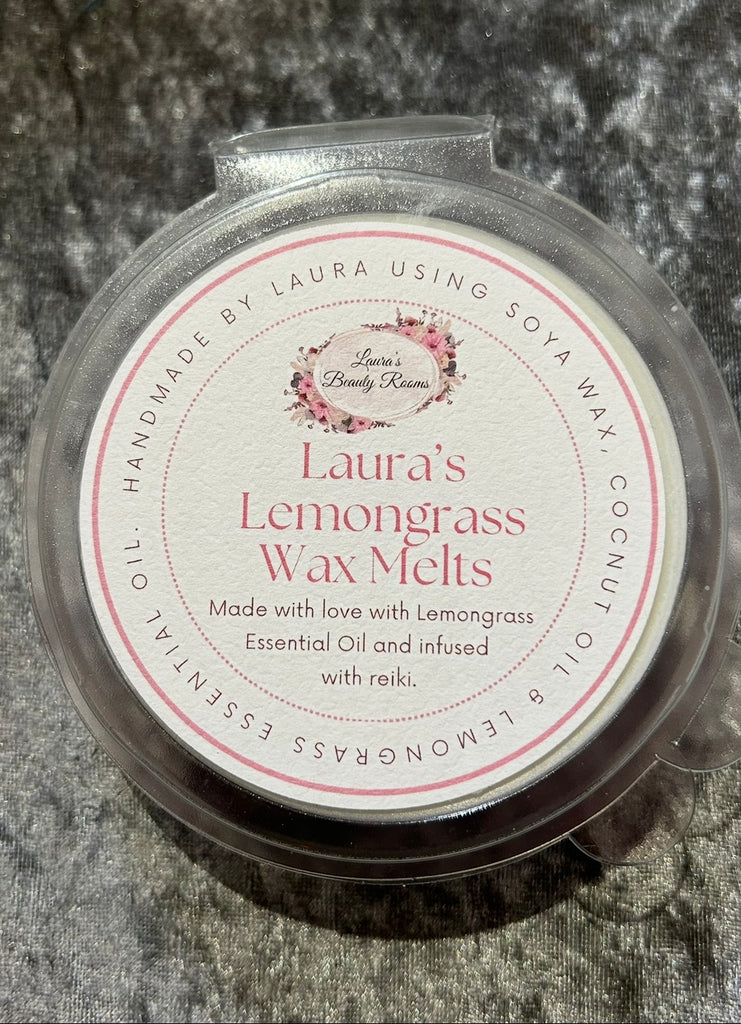 HANDMADE BY LAURA USING SOYA WAX, COCNUT OIL & LEMONGRASS ESSENTIAL OIL.
Laura's
Beauty Rooms
Laura's
Lemongrass
Wax Melts
Made with love with Lemongrass
Essential Oil and infused
with reiki.